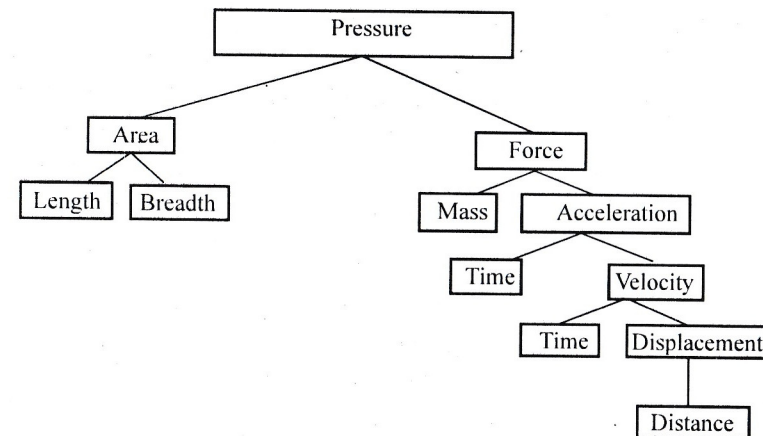 Pressure
Area
Force
Length
Breadth
Mass
Acceleration
Time
Velocity
Time
Displacement
Distance